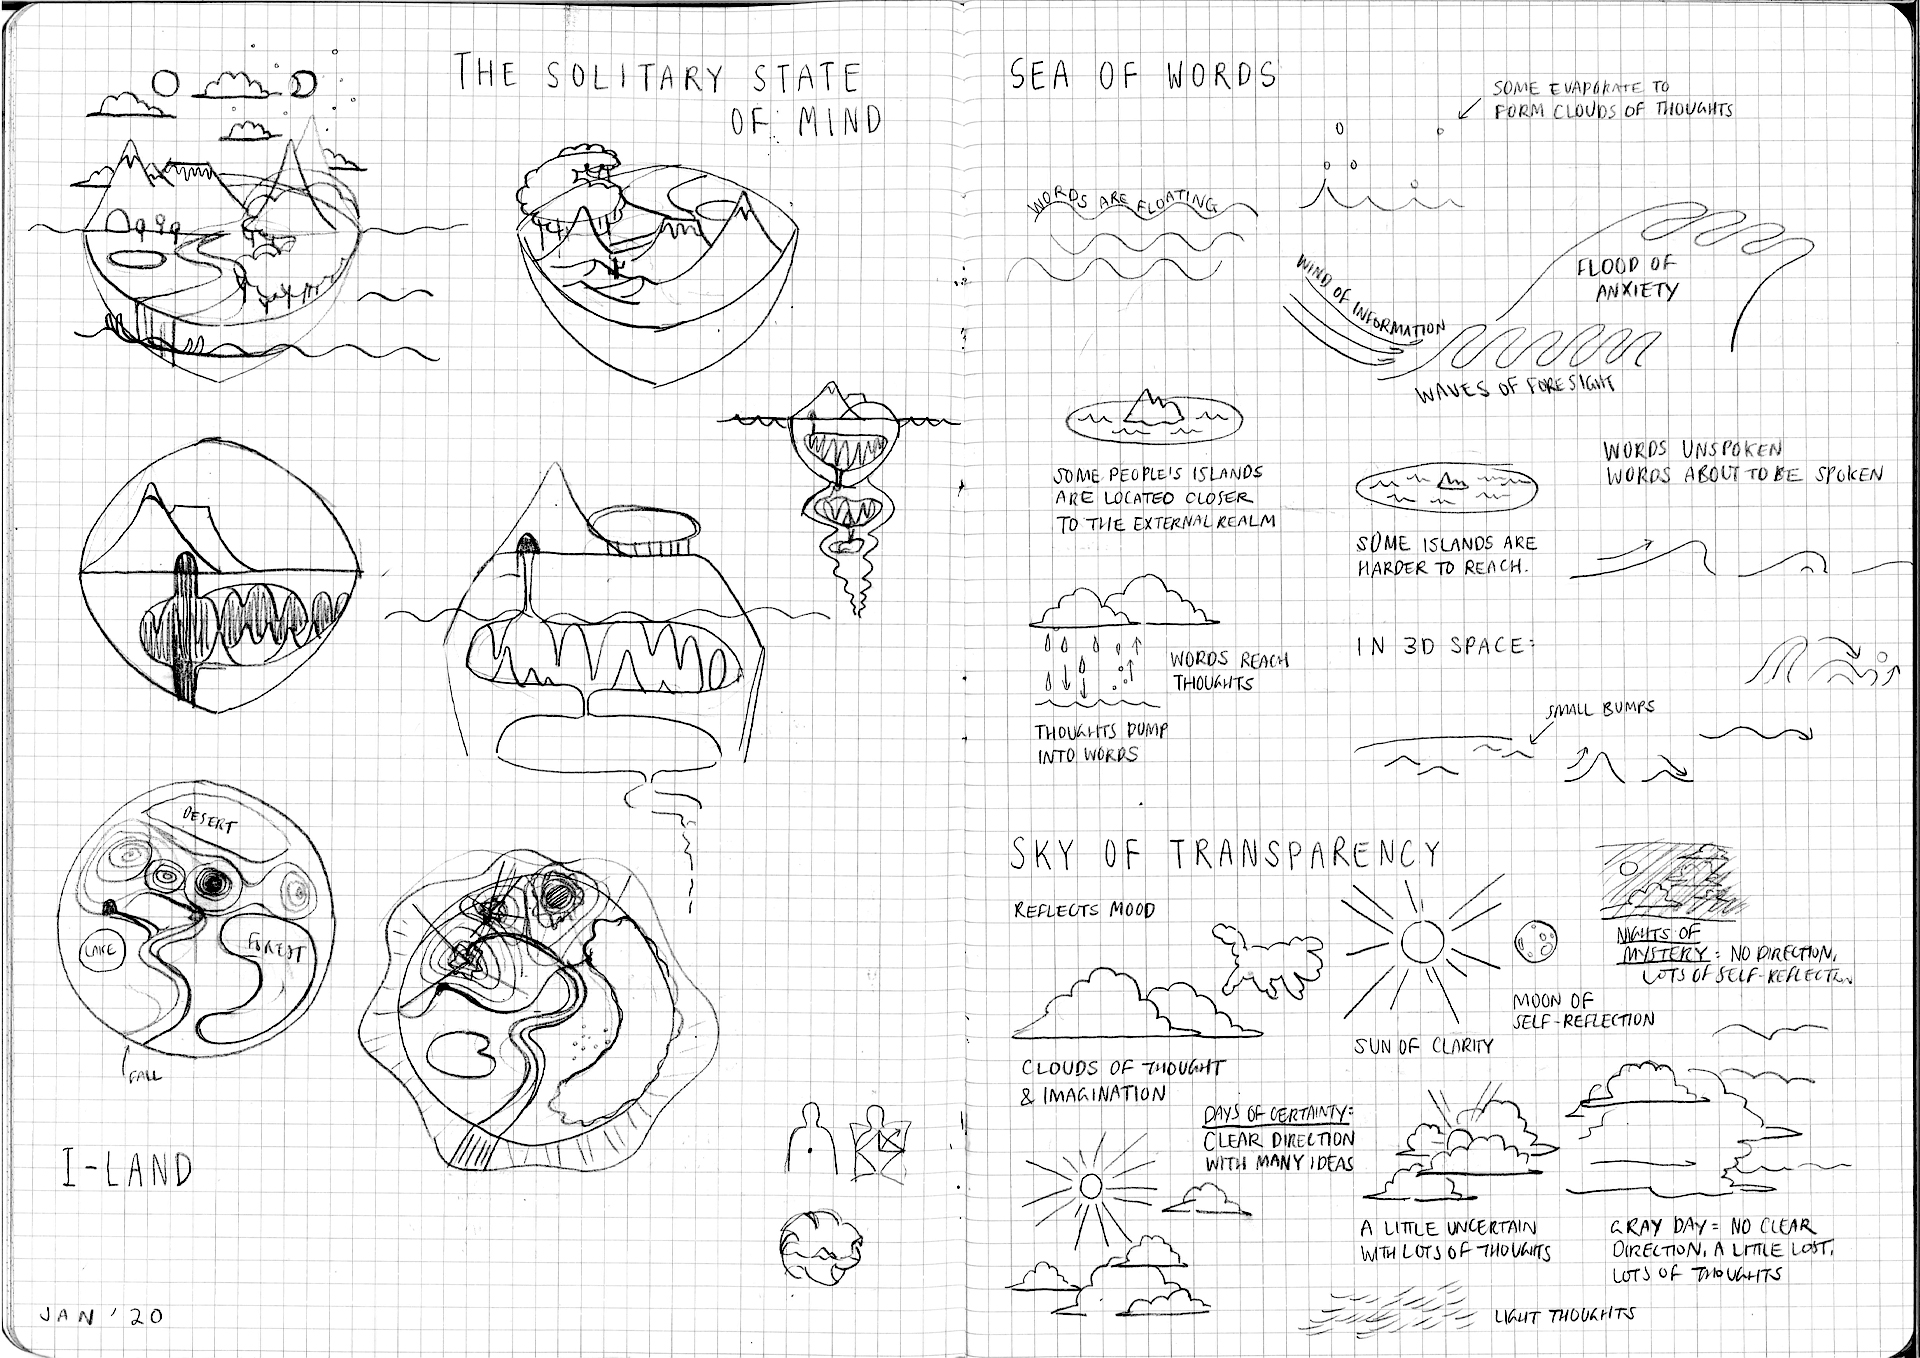 THE SOLITARY STATE
OF MIND
DESERT
LAKE
FOREST
FALL
I-LAND
JAN '20
SEA OF WORDS
SOME EVAPORATE TO
FORM CLOUDS OF THOUGHTS
WORDS ARE FLOATING
WIND OF INFORMATION
FLOOD OF
ANXIETY
WAVES OF FORESIGHT
SOME PEOPLE'S ISLANDS
ARE LOCATED CLOSER
TO THE EXTERNAL REALM
WORDS UNSPOKEN
WORDS ABOUT TO BE SPOKEN
SOME ISLANDS ARE
HARDER TO REACH.
WORDS REACH
THOUGHTS
THOUGHTS DUMP
INTO WORDS
IN 3D SPACE:
SMALL BUMPS
SKY OF TRANSPARENCY
REFLECTS MOOD
NIGHTS OF
MYSTERY: NO DIRECTION,
LOTS OF SELF-REFLECTION
MOON OF
SELF-REFLECTION
SUN OF CLARITY
CLOUDS OF THOUGHT
& IMAGINATION
DAYS OF CERTAINTY:
CLEAR DIRECTION
WITH MANY IDEAS
A LITTLE UNCERTAIN
WITH LOTS OF THOUGHTS
GRAY DAY = NO CLEAR
DIRECTION, A LITTLE LOST,
LOTS OF THOUGHTS
LIGHT THOUGHTS